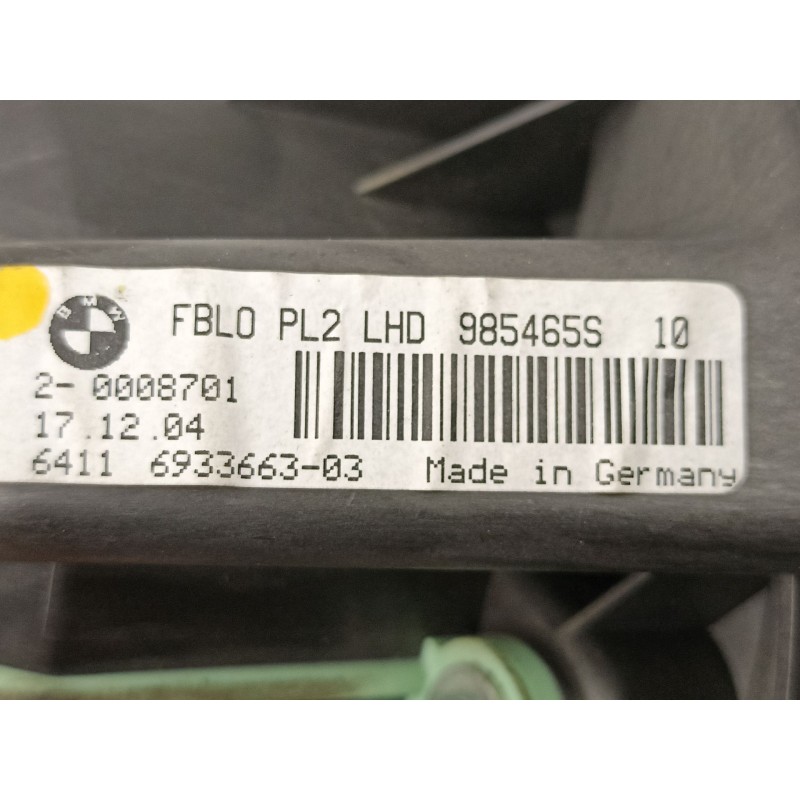 BMW FBLO PL2 LHD 985465S 10
2- 0008701
17.12.04
6411 6933663-03 Made in Germany